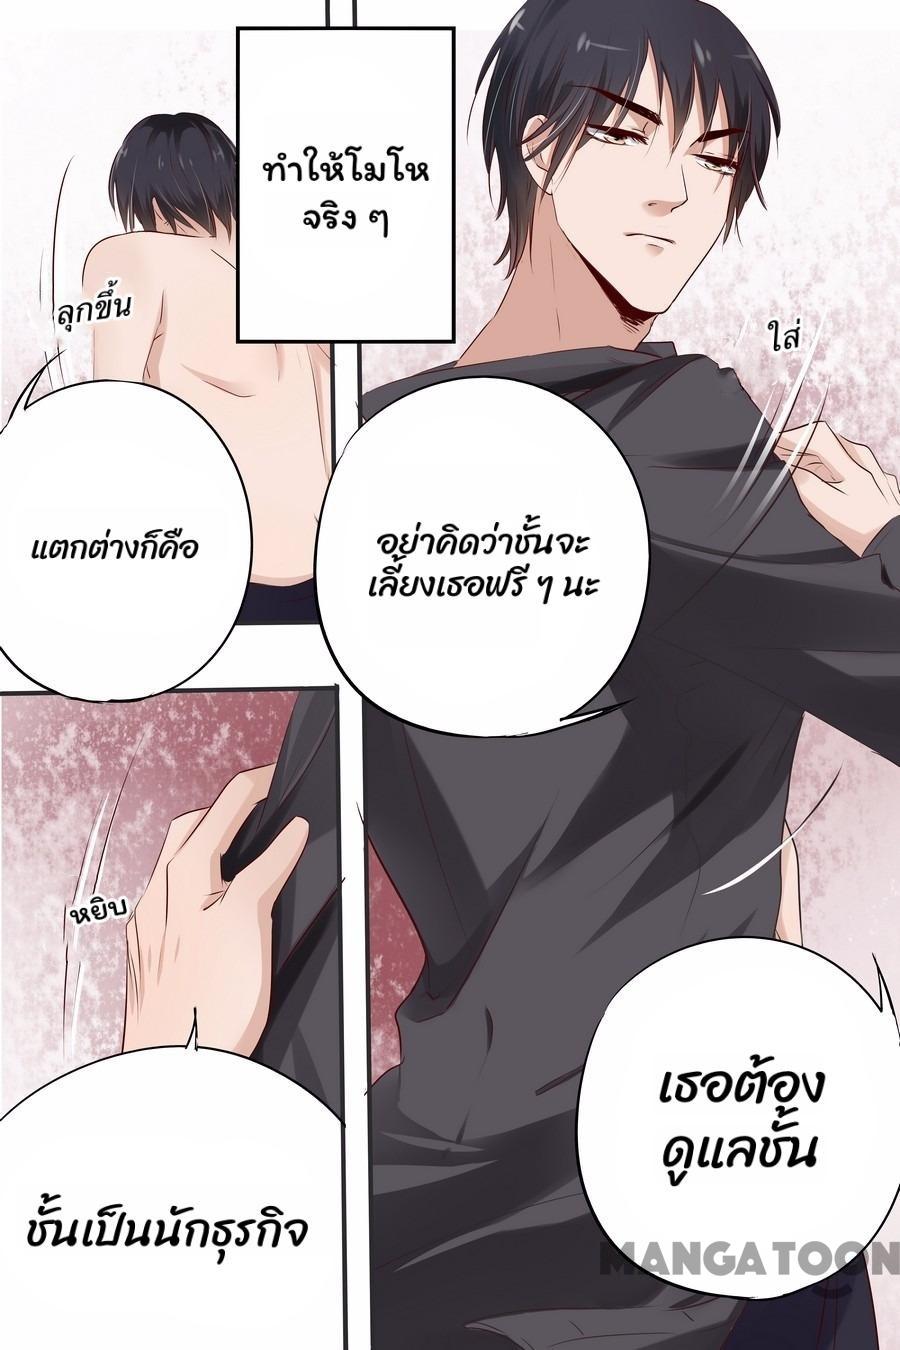 ทำให้โมโห
จริง ๆ
ลุกขึ้น
ใส่
แตกต่างก็คือ
อย่าคิดว่าชั้นจะ
เลี้ยงเธอฟรี ๆ นะ
หยิบ
ชั้นเป็นนักธุรกิจ
เธอต้อง
ดูแลชั้น
MANGATOON